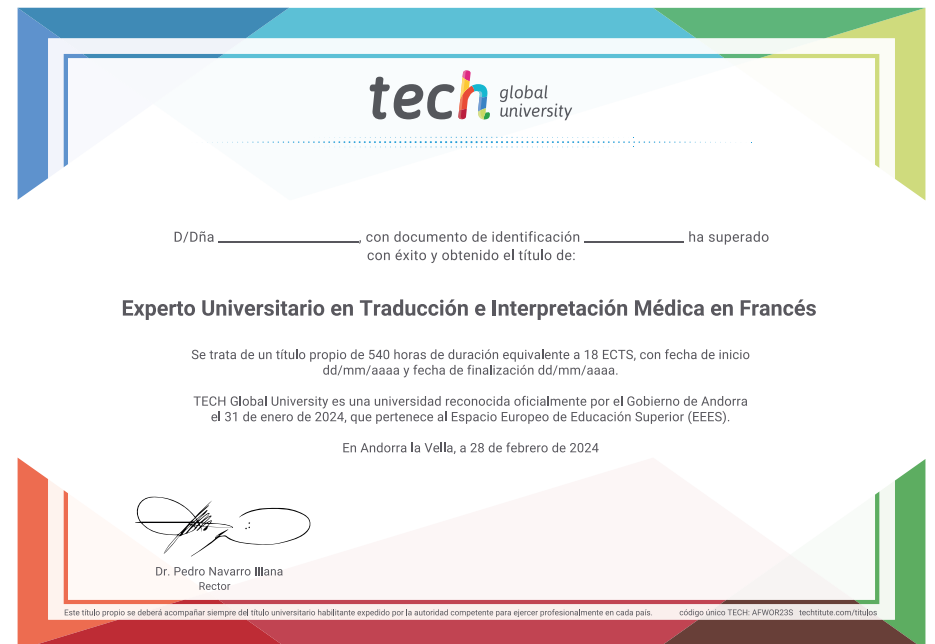 tech global
university
D/Dña ____________, con documento de identificación ____________ ha superado
con éxito y obtenido el título de:
Experto Universitario en Traducción e Interpretación Médica en Francés
Se trata de un título propio de 540 horas de duración equivalente a 18 ECTS, con fecha de inicio
dd/mm/aaaa y fecha de finalización dd/mm/aaaa.
TECH Global University es una universidad reconocida oficialmente por el Gobierno de Andorra
el 31 de enero de 2024, que pertenece al Espacio Europeo de Educación Superior (EEES).
En Andorra la Vella, a 28 de febrero de 2024
Dr. Pedro Navarro Illana
Rector
Este título propio se deberá acompañar siempre del título universitario habilitante expedido por la autoridad competente para ejercer profesionalmente en cada país. código único TECH: AFWOR23S techtitute.com/titulos